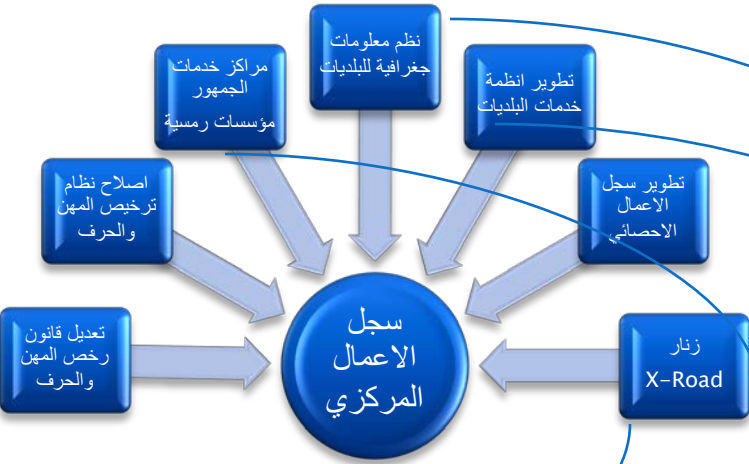 نظم معلومات
جغرافية للبلديات
مراكز خدمات
الجمهور
مؤسسات رمسية
تطوير انظمة
خدمات البلديات
اصلاح نظام
ترخيص المهن
والحرف
تطوير سجل
الاعمال
الاحصائي
تعديل قانون
رخص المهن
والحرف
سجل
الاعمال
المركزي
زنار
X-Road